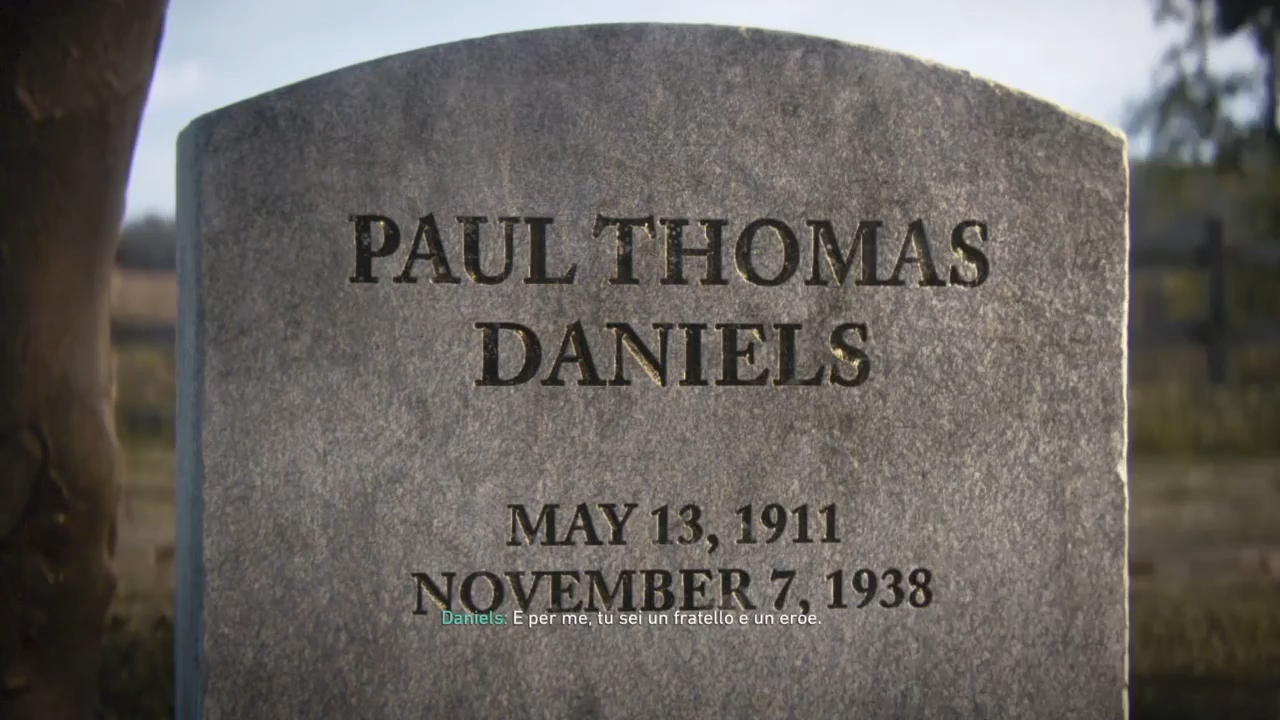 PAUL THOMAS
DANIELS
MAY 13, 1911
NOVEMBER 7, 1938
Daniels: E per me, tu sei un fratello e un eroe.